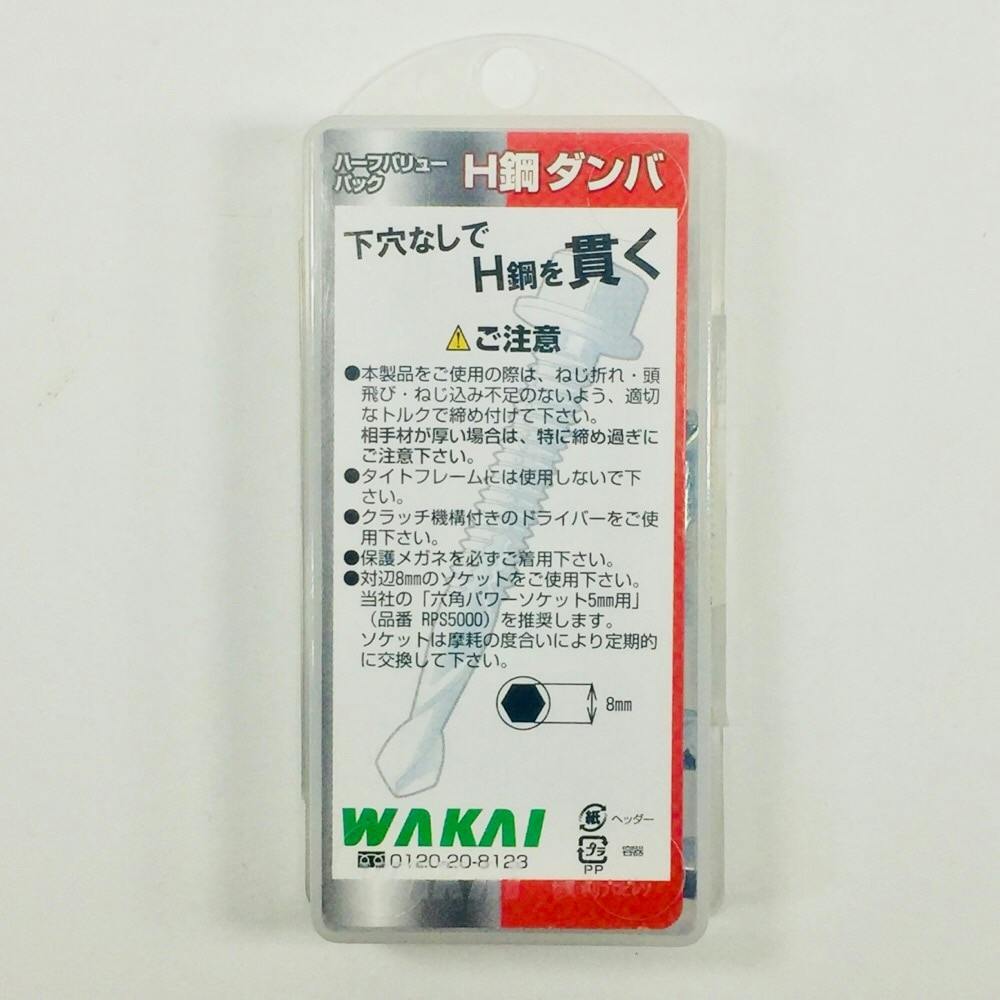 ハーフバリュー
パック
H鋼 ダンバ
下穴なしで
H鋼を貫く
ご注意
●本製品をご使用の際は、ねじ折れ・頭
飛び・ねじ込み不足のないよう、適切
なトルクで締め付けて下さい。
相手材が厚い場合は、特に締め過ぎに
ご注意下さい。
●タイトフレームには使用しないで下
さい。
●クラッチ機構付きのドライバーをご使
用下さい。
●保護メガネを必ずご着用下さい。
●対辺8mmのソケットをご使用下さい。
当社の「六角パワーソケット5mm用」
（品番 RPS5000）を推奨します。
ソケットは摩耗の度合いにより定期的
に交換して下さい。
8mm
WAKAI
0120-20-8123
紙 ヘッダー
プラ 容器
PP